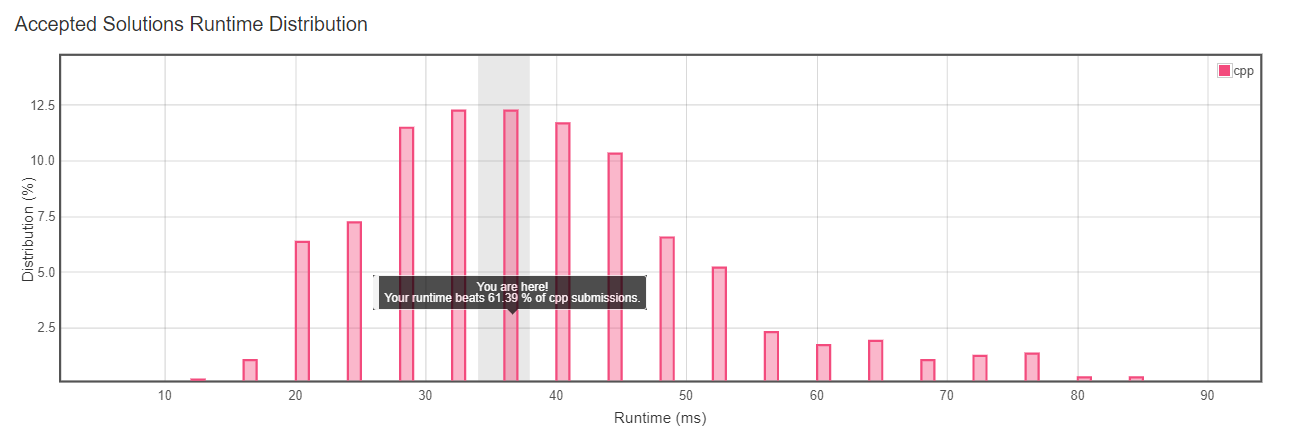 Accepted Solutions Runtime Distribution
cpp
12.5
10.0
7.5
5.0
2.5
Distribution (%)
You are here!
Your runtime beats 61.39 % of cpp submissions.
10 20 30 40 50 60 70 80 90
Runtime (ms)